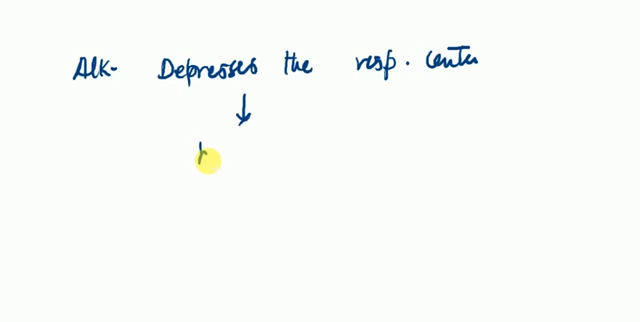 Alk- Depresses the resp. center
↓